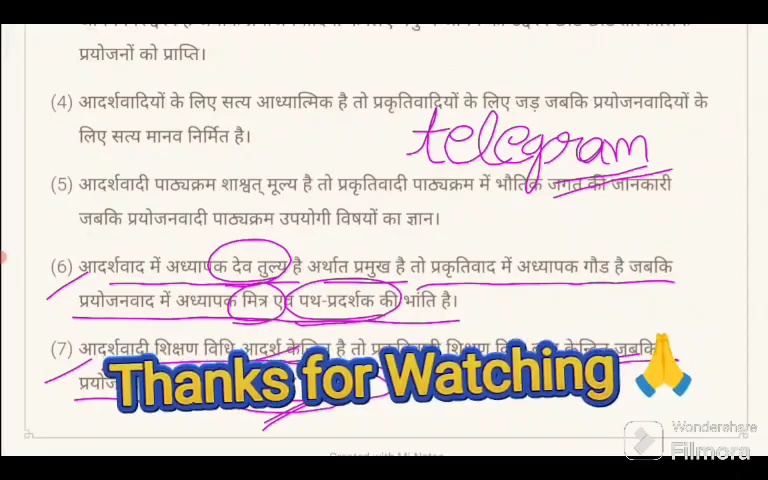 प्रयोजनों को प्राप्ति।
(4) आदर्शवादियों के लिए सत्य आध्यात्मिक है तो प्रकृतिवादियों के लिए जड़ जबकि प्रयोजनवादियों के
लिए सत्य मानव निर्मित है।
telegram
(5) आदर्शवादी पाठ्यक्रम शाश्वत् मूल्य है तो प्रकृतिवादी पाठ्यक्रम में भौतिक जगत की जानकारी
जबकि प्रयोजनवादी पाठ्यक्रम उपयोगी विषयों का ज्ञान।
(6) आदर्शवाद में अध्यापक देव तुल्य है अर्थात प्रमुख है तो प्रकृतिवाद में अध्यापक गौड है जबकि
प्रयोजनवाद में अध्यापक मित्र एवं पथ-प्रदर्शक की भांति है।
(7) आदर्शवादी शिक्षण विधि आदर्श केन्द्रित है तो शिक्षण जबकि
Thanks for Watching 🙏
Wondershare
Filmora